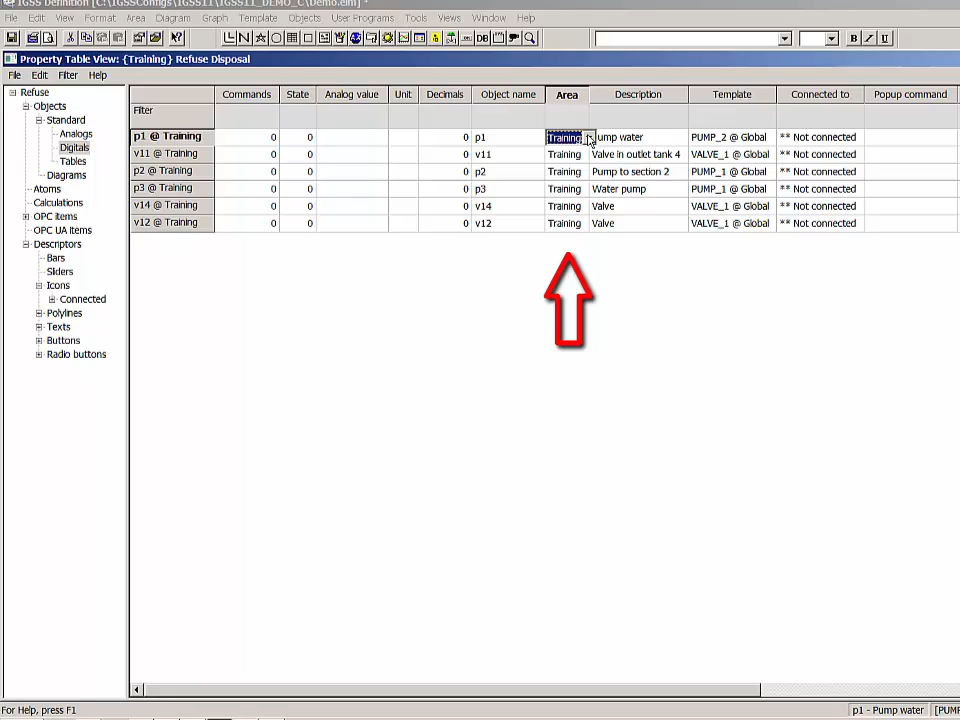 IGSS Definition [C:\IGSSConfigs\IGSS11\IGSS11_DEMO_C\Demo.elm] *
File Edit View Format Area Diagram Graph Template Objects User Programs Tools Views Window Help
DB B I U
Property Table View: {Training} Refuse Disposal
File Edit Filter Help
Refuse
Objects
Standard
Analogs
Digitals
Tables
Diagrams
Atoms
Calculations
OPC items
OPC UA items
Descriptors
Bars
Sliders
Icons
Connected
Polylines
Texts
Buttons
Radio buttons
Commands State Analog value Unit Decimals Object name Area Description Template Connected to Popup command
Filter
p1 @ Training 0 0 0 p1 Training ump water PUMP_2 @ Global ** Not connected
v11 @ Training 0 0 0 v11 Training Valve in outlet tank 4 VALVE_1 @ Global ** Not connected
p2 @ Training 0 0 0 p2 Training Pump to section 2 PUMP_1 @ Global ** Not connected
p3 @ Training 0 0 0 p3 Training Water pump PUMP_1 @ Global ** Not connected
v14 @ Training 0 0 0 v14 Training Valve VALVE_1 @ Global ** Not connected
v12 @ Training 0 0 0 v12 Training Valve VALVE_1 @ Global ** Not connected
For Help, press F1
p1 - Pump water [PUMP